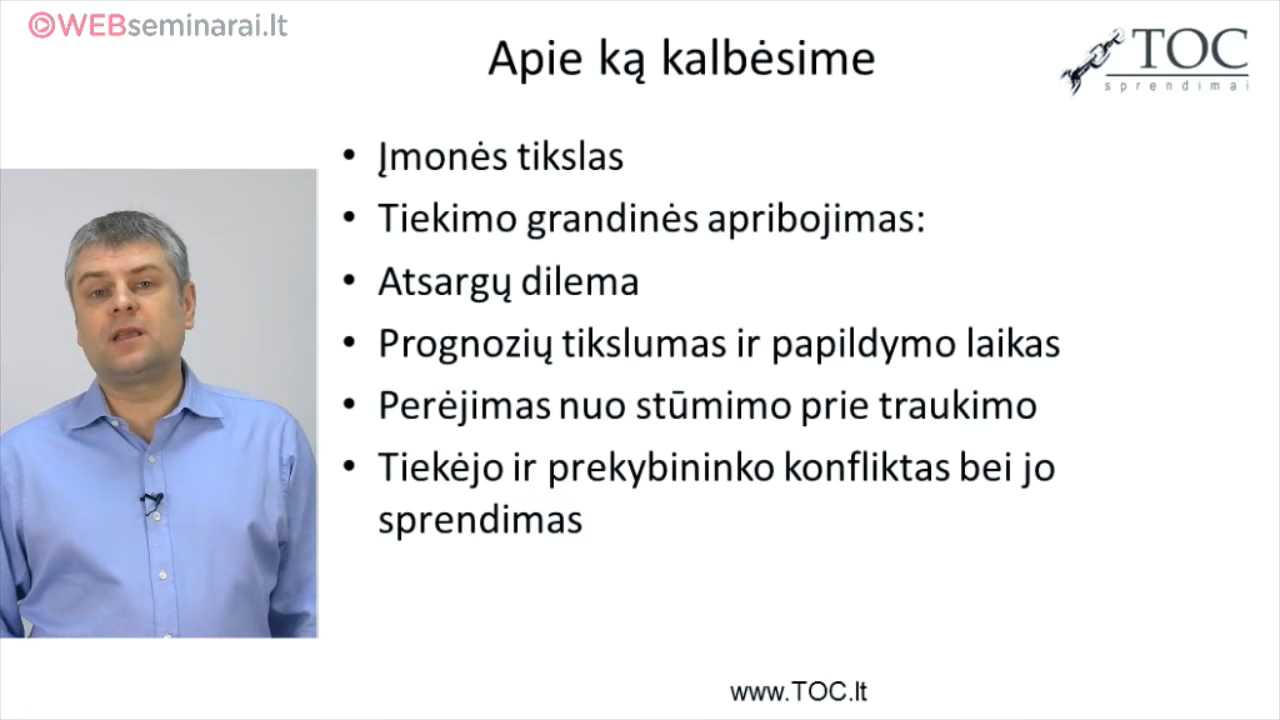 WEBseminarai.lt
Apie ką kalbėsime
TOC
sprendimai
• Įmonės tikslas
• Tiekimo grandinės apribojimas:
• Atsargų dilema
• Prognozių tikslumas ir papildymo laikas
• Perėjimas nuo stūmimo prie traukimo
• Tiekėjo ir prekybininko konfliktas bei jo
sprendimas
www.TOC.lt